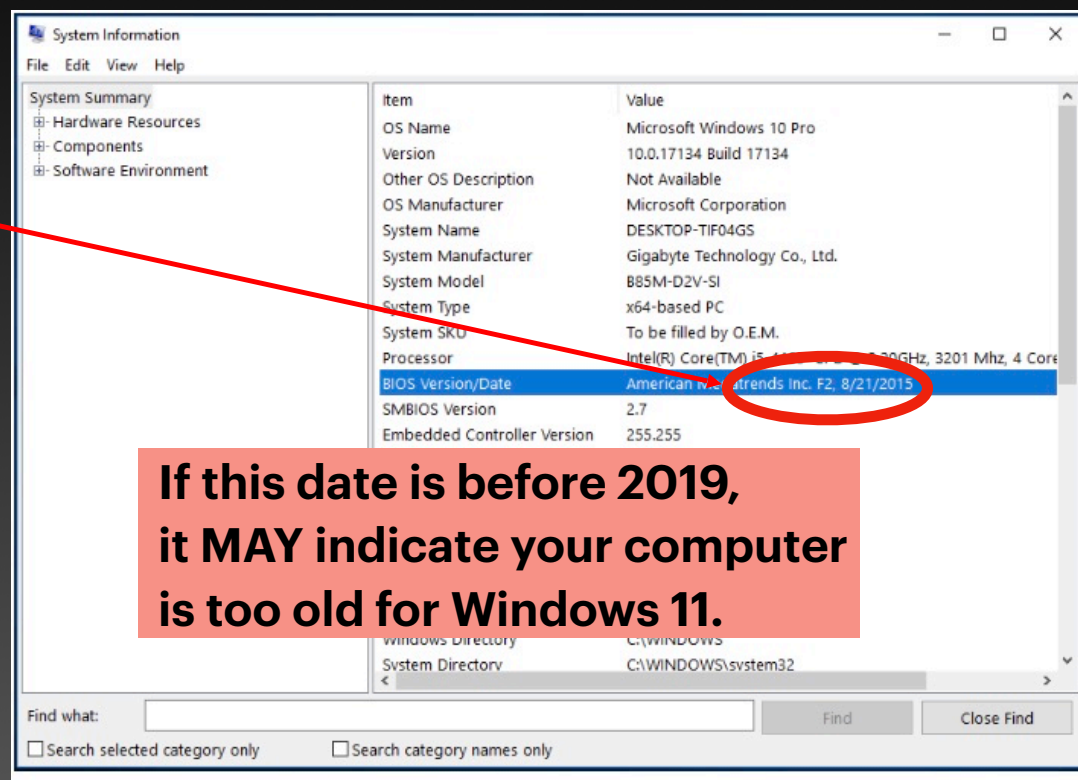 System Information
File Edit View Help
System Summary
Hardware Resources
Components
Software Environment
Item Value
OS Name Microsoft Windows 10 Pro
Version 10.0.17134 Build 17134
Other OS Description Not Available
OS Manufacturer Microsoft Corporation
System Name DESKTOP-TIF04GS
System Manufacturer Gigabyte Technology Co., Ltd.
System Model B85M-D2V-SI
System Type x64-based PC
System SKU To be filled by O.E.M.
Processor Intel(R) Core(TM) 3201 Mhz, 4 Core
BIOS Version/Date American Megatrends Inc. F2, 8/21/2015
SMBIOS Version 2.7
Embedded Controller Version 255.255
If this date is before 2019,
it MAY indicate your computer
is too old for Windows 11.
Windows Directory C:\WINDOWS
System Directory C:\WINDOWS\system32
Find what: Find Close Find
Search selected category only Search category names only